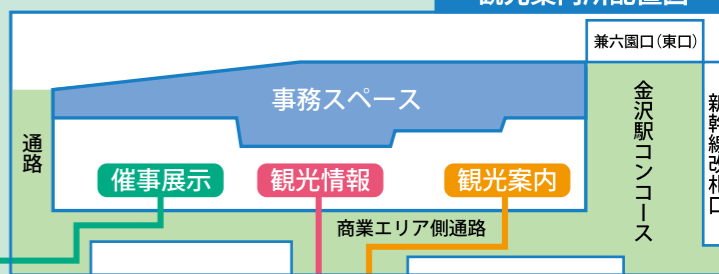 観光案内所配置図
兼六園口(東口)
事務スペース
金沢駅コンコース
新幹線改札口
通路
催事展示
観光情報
観光案内
商業エリア側通路